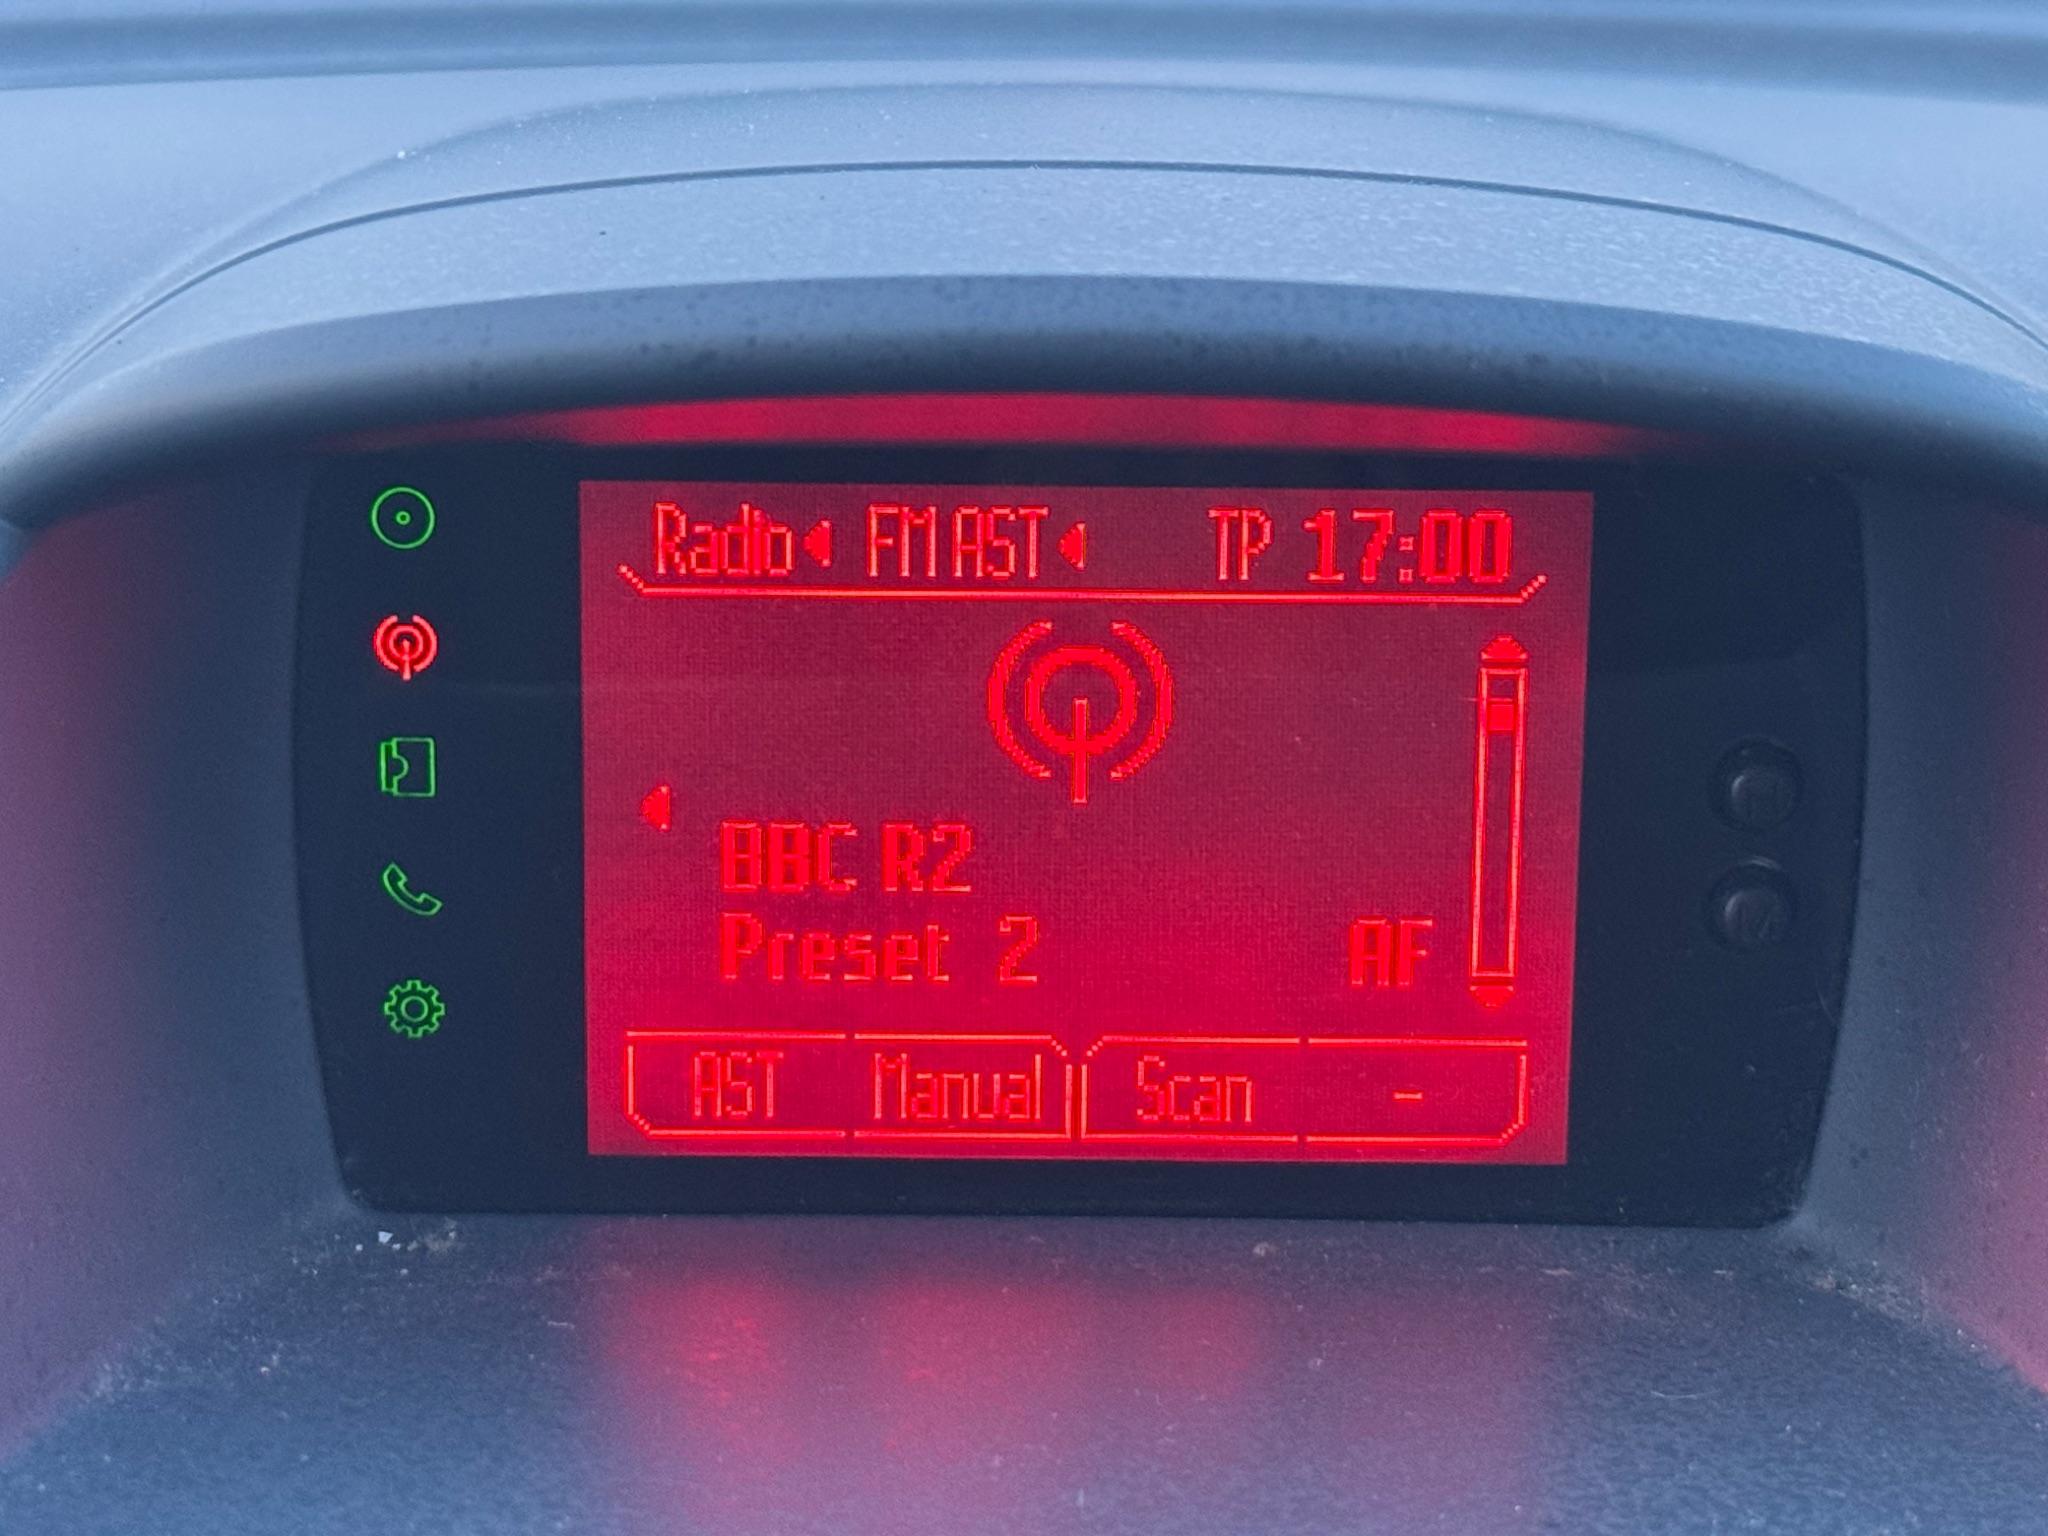 Radio FM AST TP 17:00
BBC R2
Preset 2 AF
AST Manual Scan -